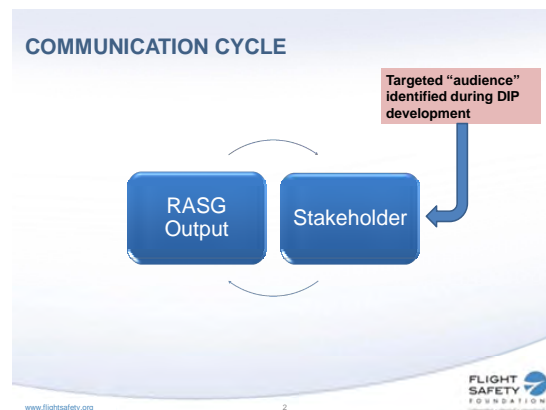 COMMUNICATION CYCLE
Targeted “audience”
identified during DIP
development
RASG
Output
Stakeholder
www.flightsafety.org
2
FLIGHT
SAFETY
FOUNDATION